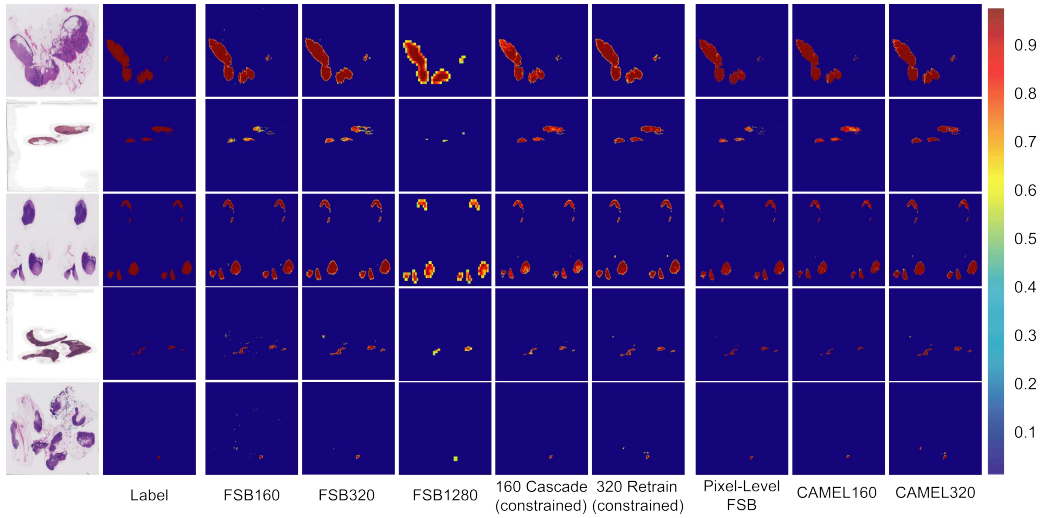 0.9
0.8
0.7
0.6
0.5
0.4
0.3
0.2
0.1
Label
FSB160
FSB320
FSB1280
160 Cascade
(constrained)
320 Retrain
(constrained)
Pixel-Level
FSB
CAMEL160
CAMEL320